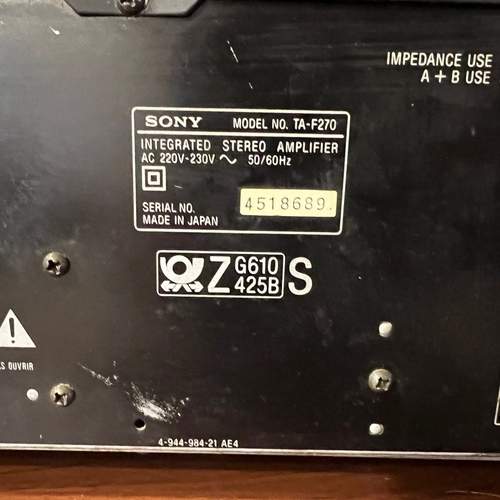 IMPEDANCE USE
A + B USE
SONY MODEL NO. TA-F270
INTEGRATED STEREO AMPLIFIER
AC 220V-230V ~ 50/60Hz
SERIAL NO. 4518689.
MADE IN JAPAN
Z G610 S
425B
OUVRIR
4-944-984-21 AE4